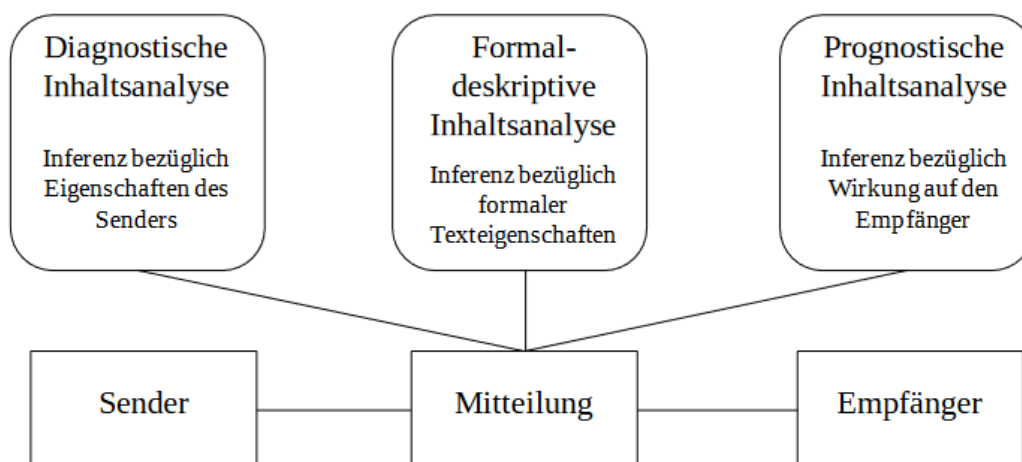 Diagnostische
Inhaltsanalyse
Inferenz bezüglich
Eigenschaften des
Senders
Formal-
deskriptive
Inhaltsanalyse
Inferenz bezüglich
formaler
Texteigenschaften
Prognostische
Inhaltsanalyse
Inferenz bezüglich
Wirkung auf den
Empfänger
Sender
Mitteilung
Empfänger